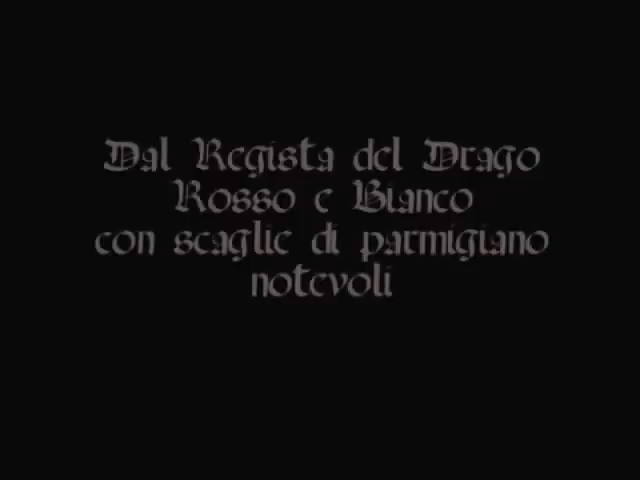 Dal Regista del Drago
Rosso e Bianco
con scaglie di parmigiano
notevoli